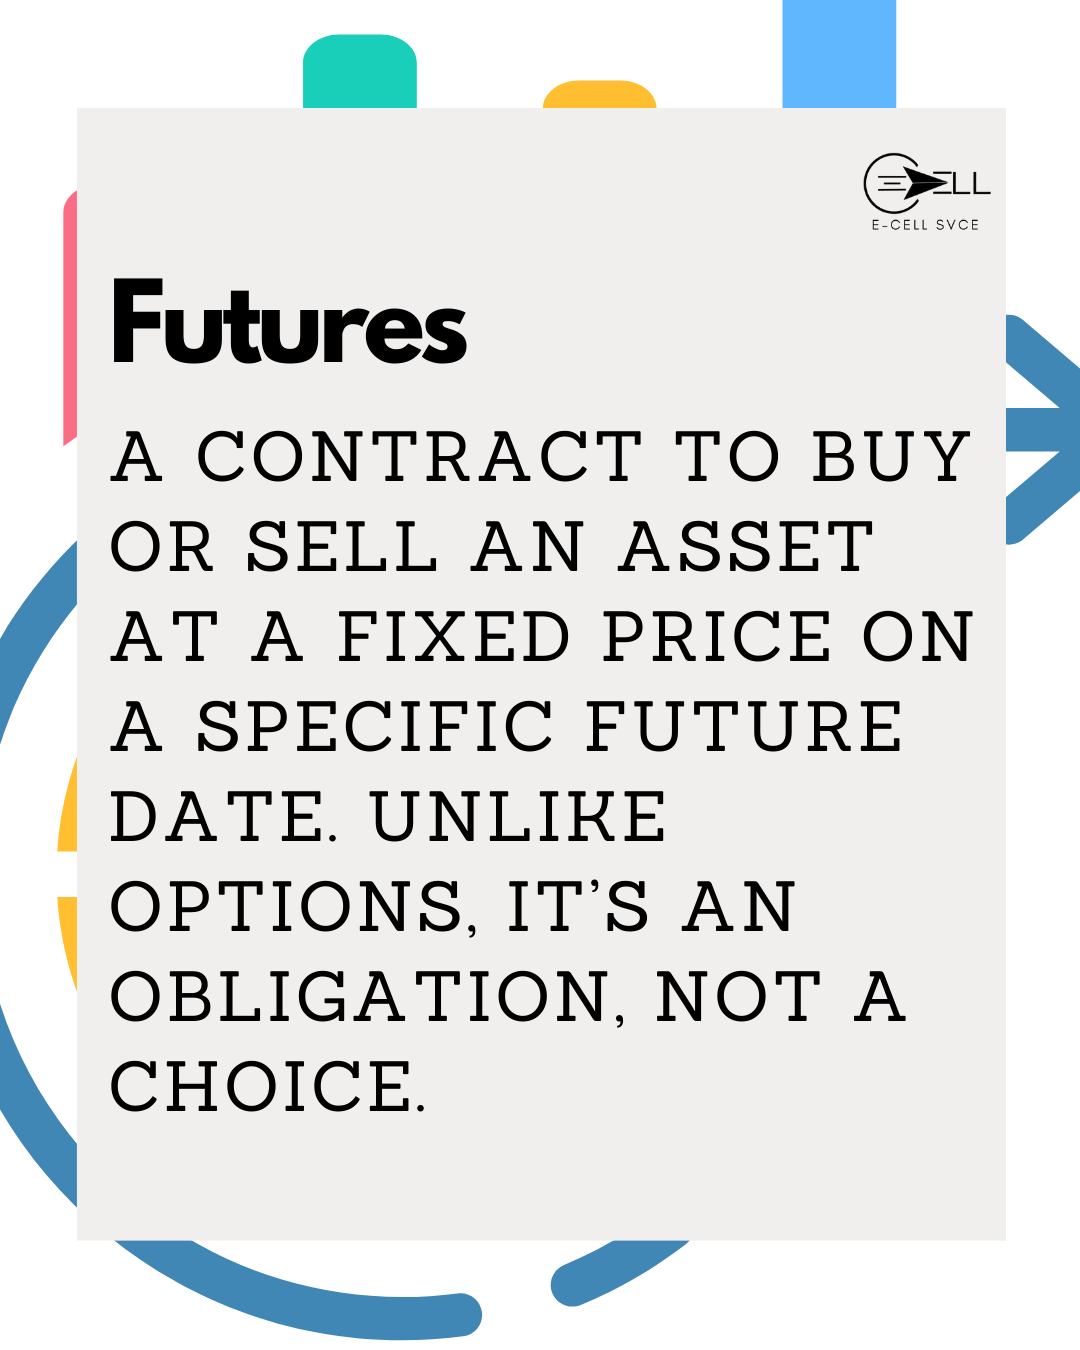 ELL
E-CELL SVCE
Futures
A CONTRACT TO BUY
OR SELL AN ASSET
AT A FIXED PRICE ON
A SPECIFIC FUTURE
DATE. UNLIKE
OPTIONS, IT’S AN
OBLIGATION, NOT A
CHOICE.